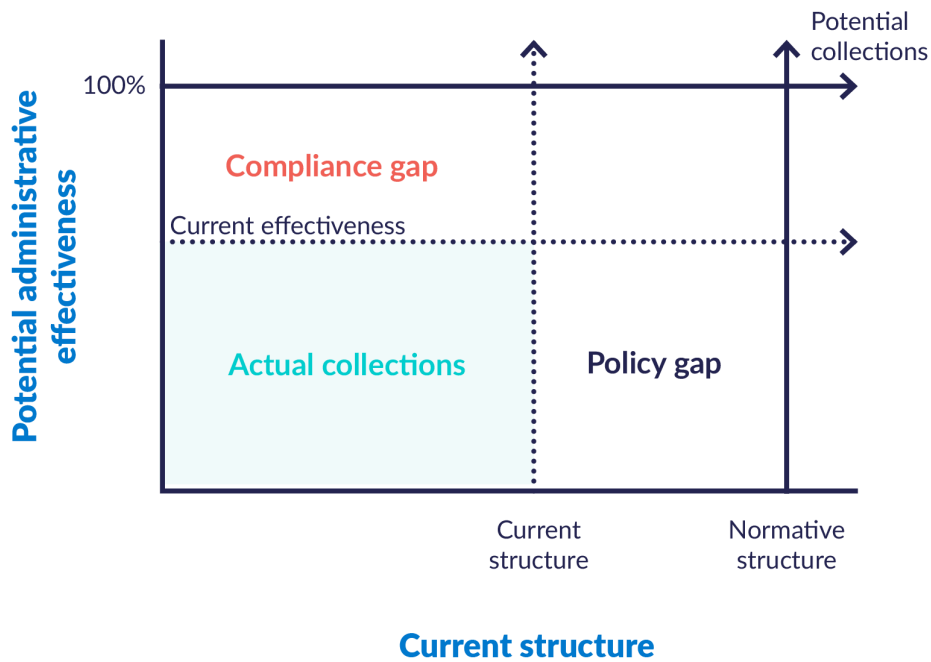 Potential
collections
100%
Potential administrative
effectiveness
Compliance gap
Current effectiveness
Actual collections
Policy gap
Current
structure
Normative
structure
Current structure